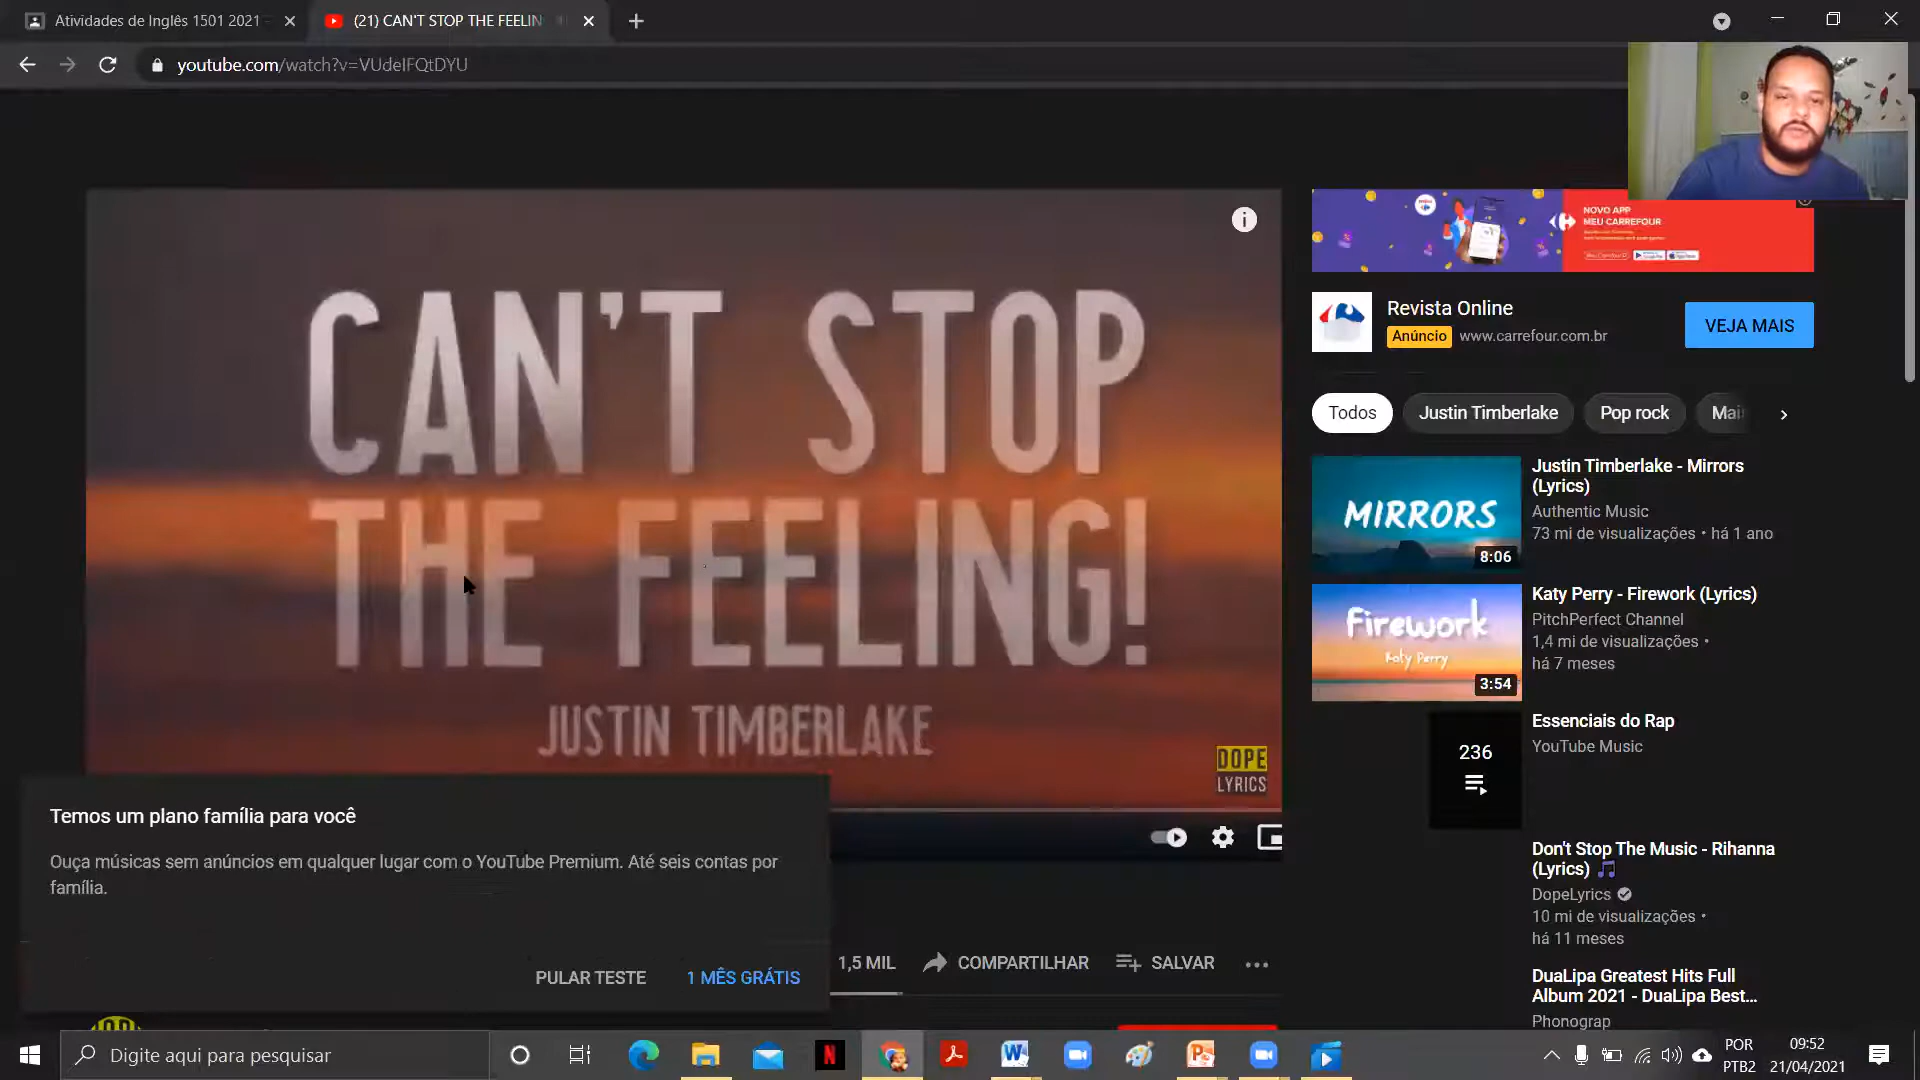 Atividades de Inglês 1501 2021
(21) CAN'T STOP THE FEELIN
youtube.com/watch?v=VUdeIFQtDYU
CAN'T STOP
THE FEELING!
JUSTIN TIMBERLAKE
DOPE
LYRICS
NOVO APP
MEU CARREFOUR
Revista Online
Anúncio www.carrefour.com.br
VEJA MAIS
Todos Justin Timberlake Pop rock Mai
MIRRORS
8:06
Justin Timberlake - Mirrors
(Lyrics)
Authentic Music
73 mi de visualizações • há 1 ano
Firework
Katy Perry
3:54
Katy Perry - Firework (Lyrics)
PitchPerfect Channel
1,4 mi de visualizações •
há 7 meses
236
Essenciais do Rap
YouTube Music
Don't Stop The Music - Rihanna
(Lyrics)
DopeLyrics
10 mi de visualizações •
há 11 meses
DuaLipa Greatest Hits Full
Album 2021 - DuaLipa Best...
Phonograp
Temos um plano família para você
Ouça músicas sem anúncios em qualquer lugar com o YouTube Premium. Até seis contas por
família.
PULAR TESTE 1 MÊS GRÁTIS
1,5 MIL COMPARTILHAR SALVAR
Digite aqui para pesquisar
POR
PTB2
09:52
21/04/2021